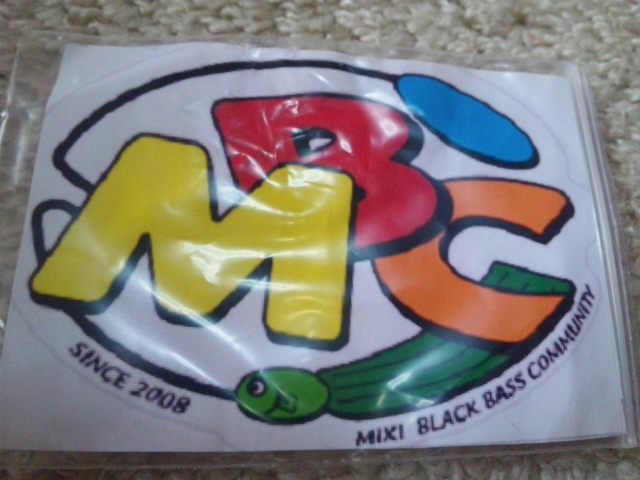 MBC
SINCE 2008
MIXI BLACK BASS COMMUNITY